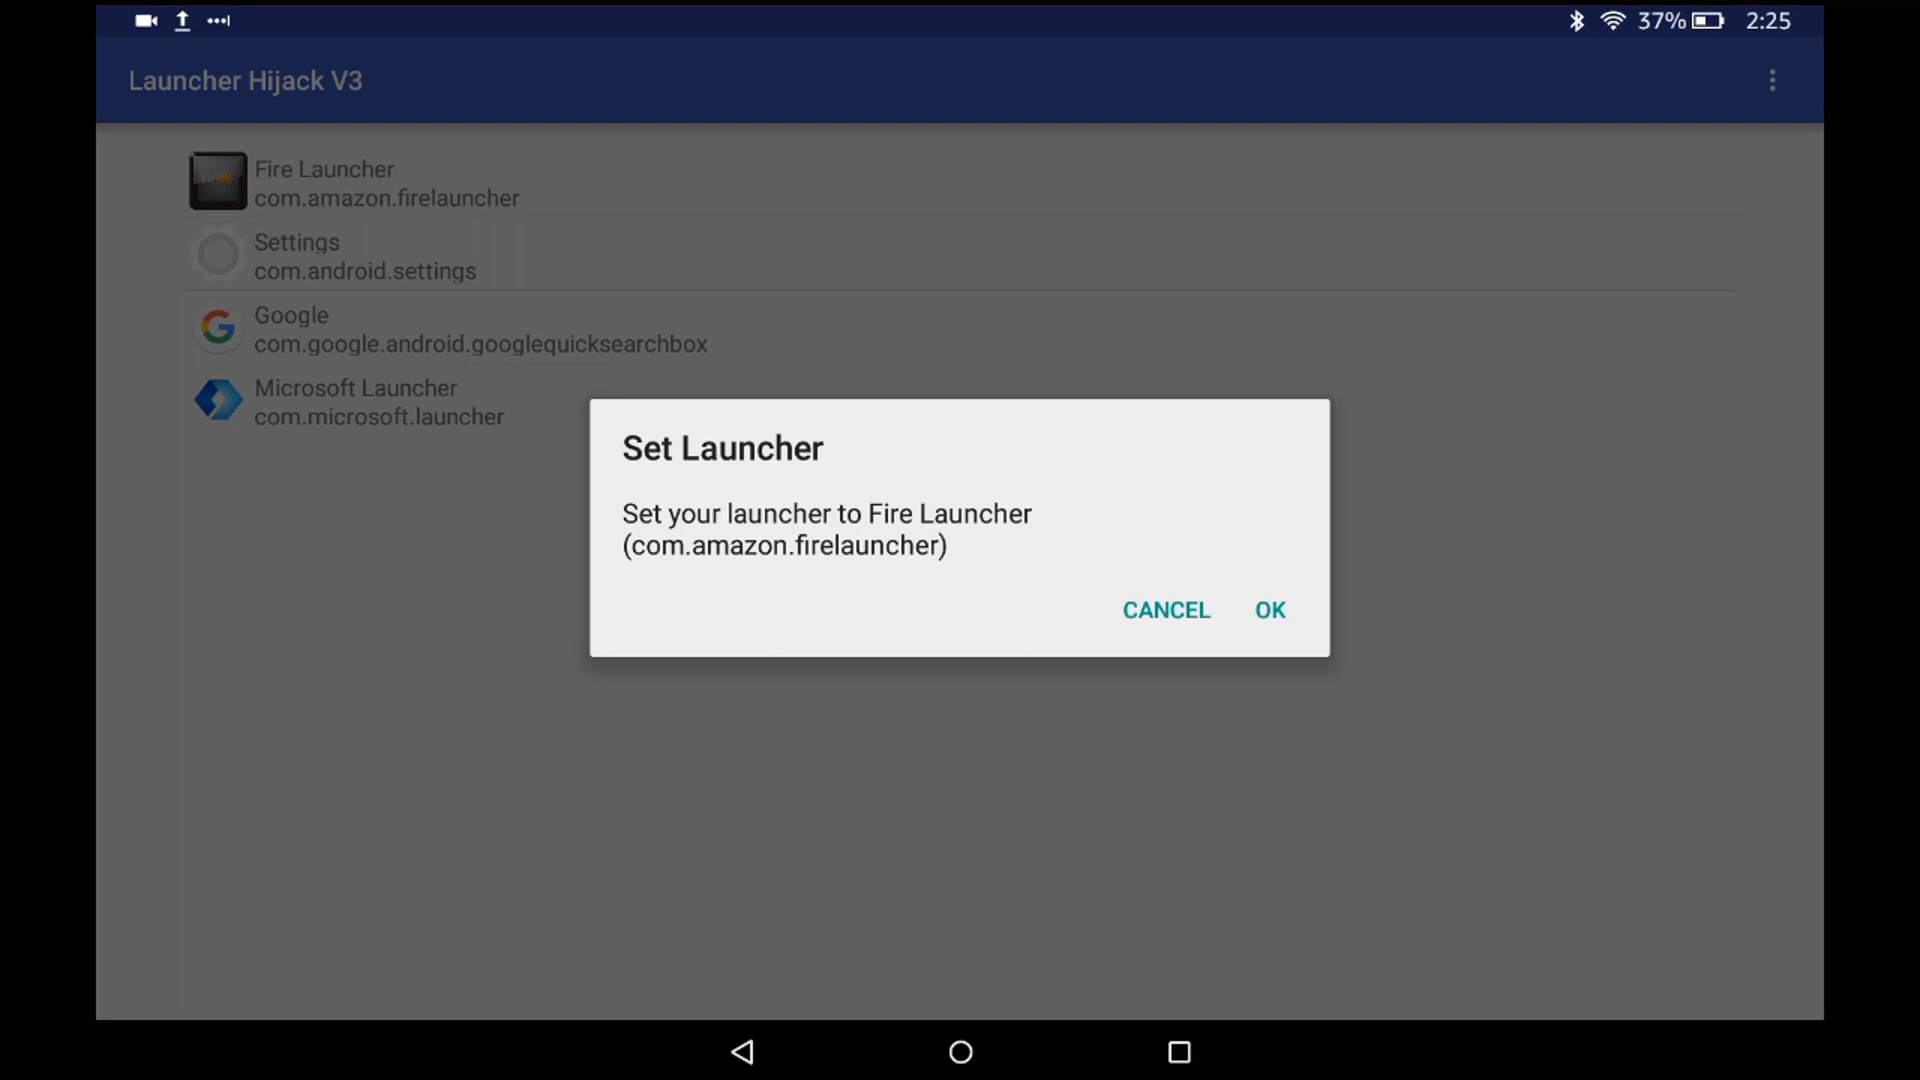 37% 2:25
Launcher Hijack V3
Fire Launcher
com.amazon.firelauncher
Settings
com.android.settings
Google
com.google.android.googlequicksearchbox
Microsoft Launcher
com.microsoft.launcher
Set Launcher
Set your launcher to Fire Launcher
(com.amazon.firelauncher)
CANCEL OK